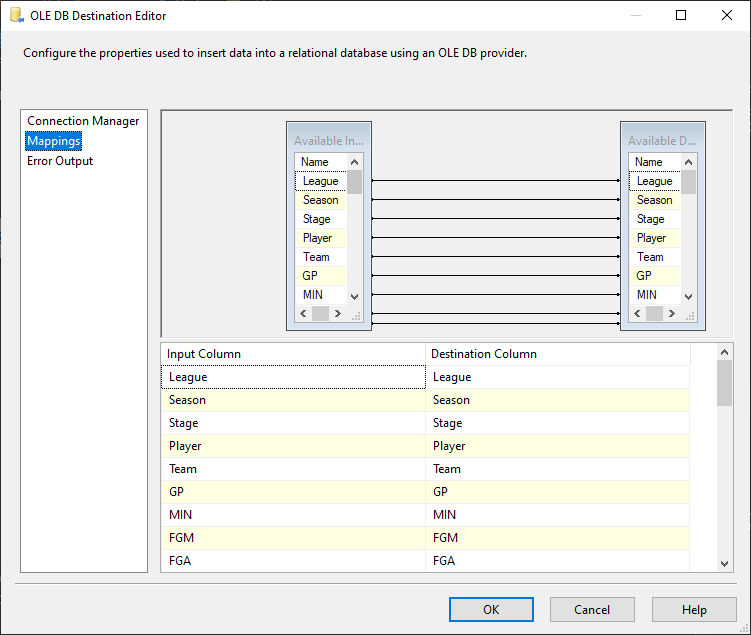 OLE DB Destination Editor
Configure the properties used to insert data into a relational database using an OLE DB provider.
Connection Manager
Mappings
Error Output
Available In...
Name
League
Season
Stage
Player
Team
GP
MIN
Available D...
Name
League
Season
Stage
Player
Team
GP
MIN
Input Column Destination Column
League League
Season Season
Stage Stage
Player Player
Team Team
GP GP
MIN MIN
FGM FGM
FGA FGA
OK Cancel Help